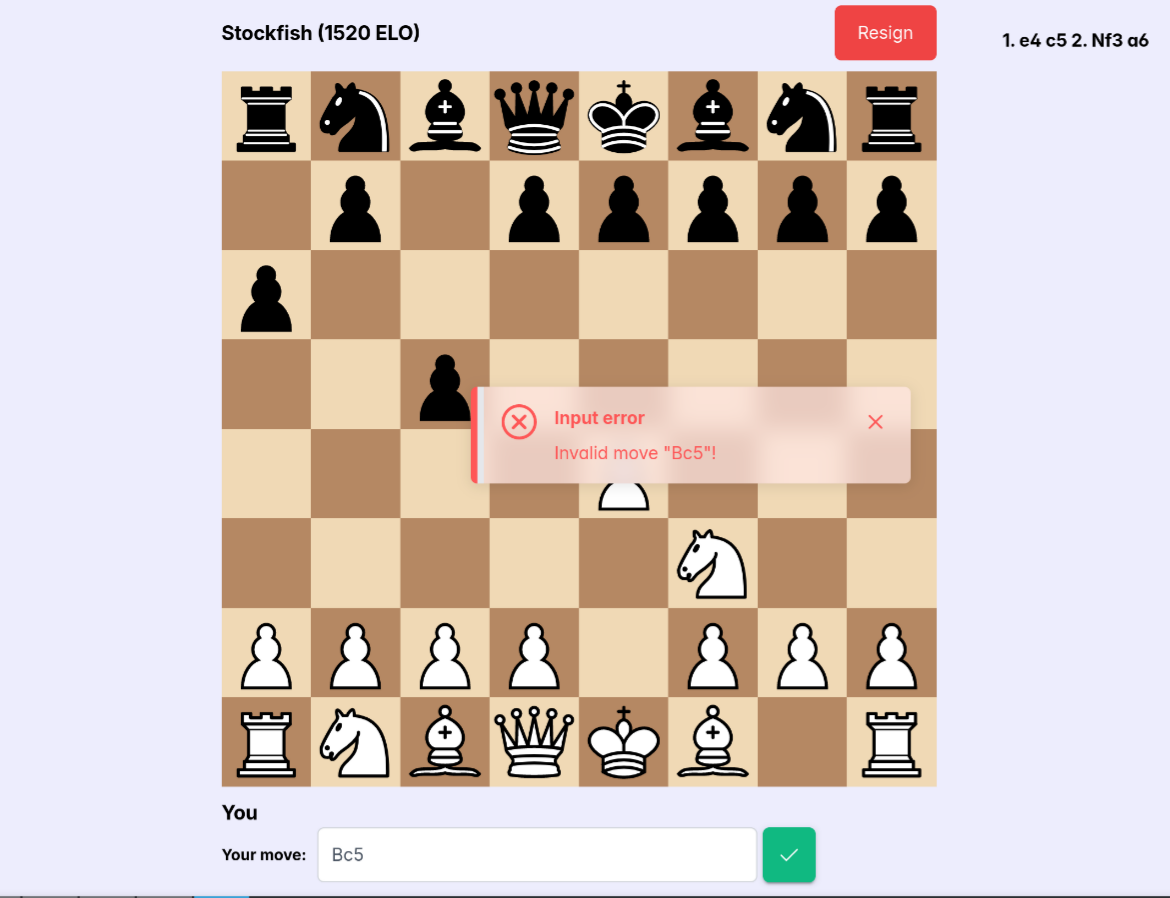 Stockfish (1520 ELO)
Resign
1. e4 c5 2. Nf3 a6
Input error
Invalid move "Bc5"!
You
Your move:
Bc5